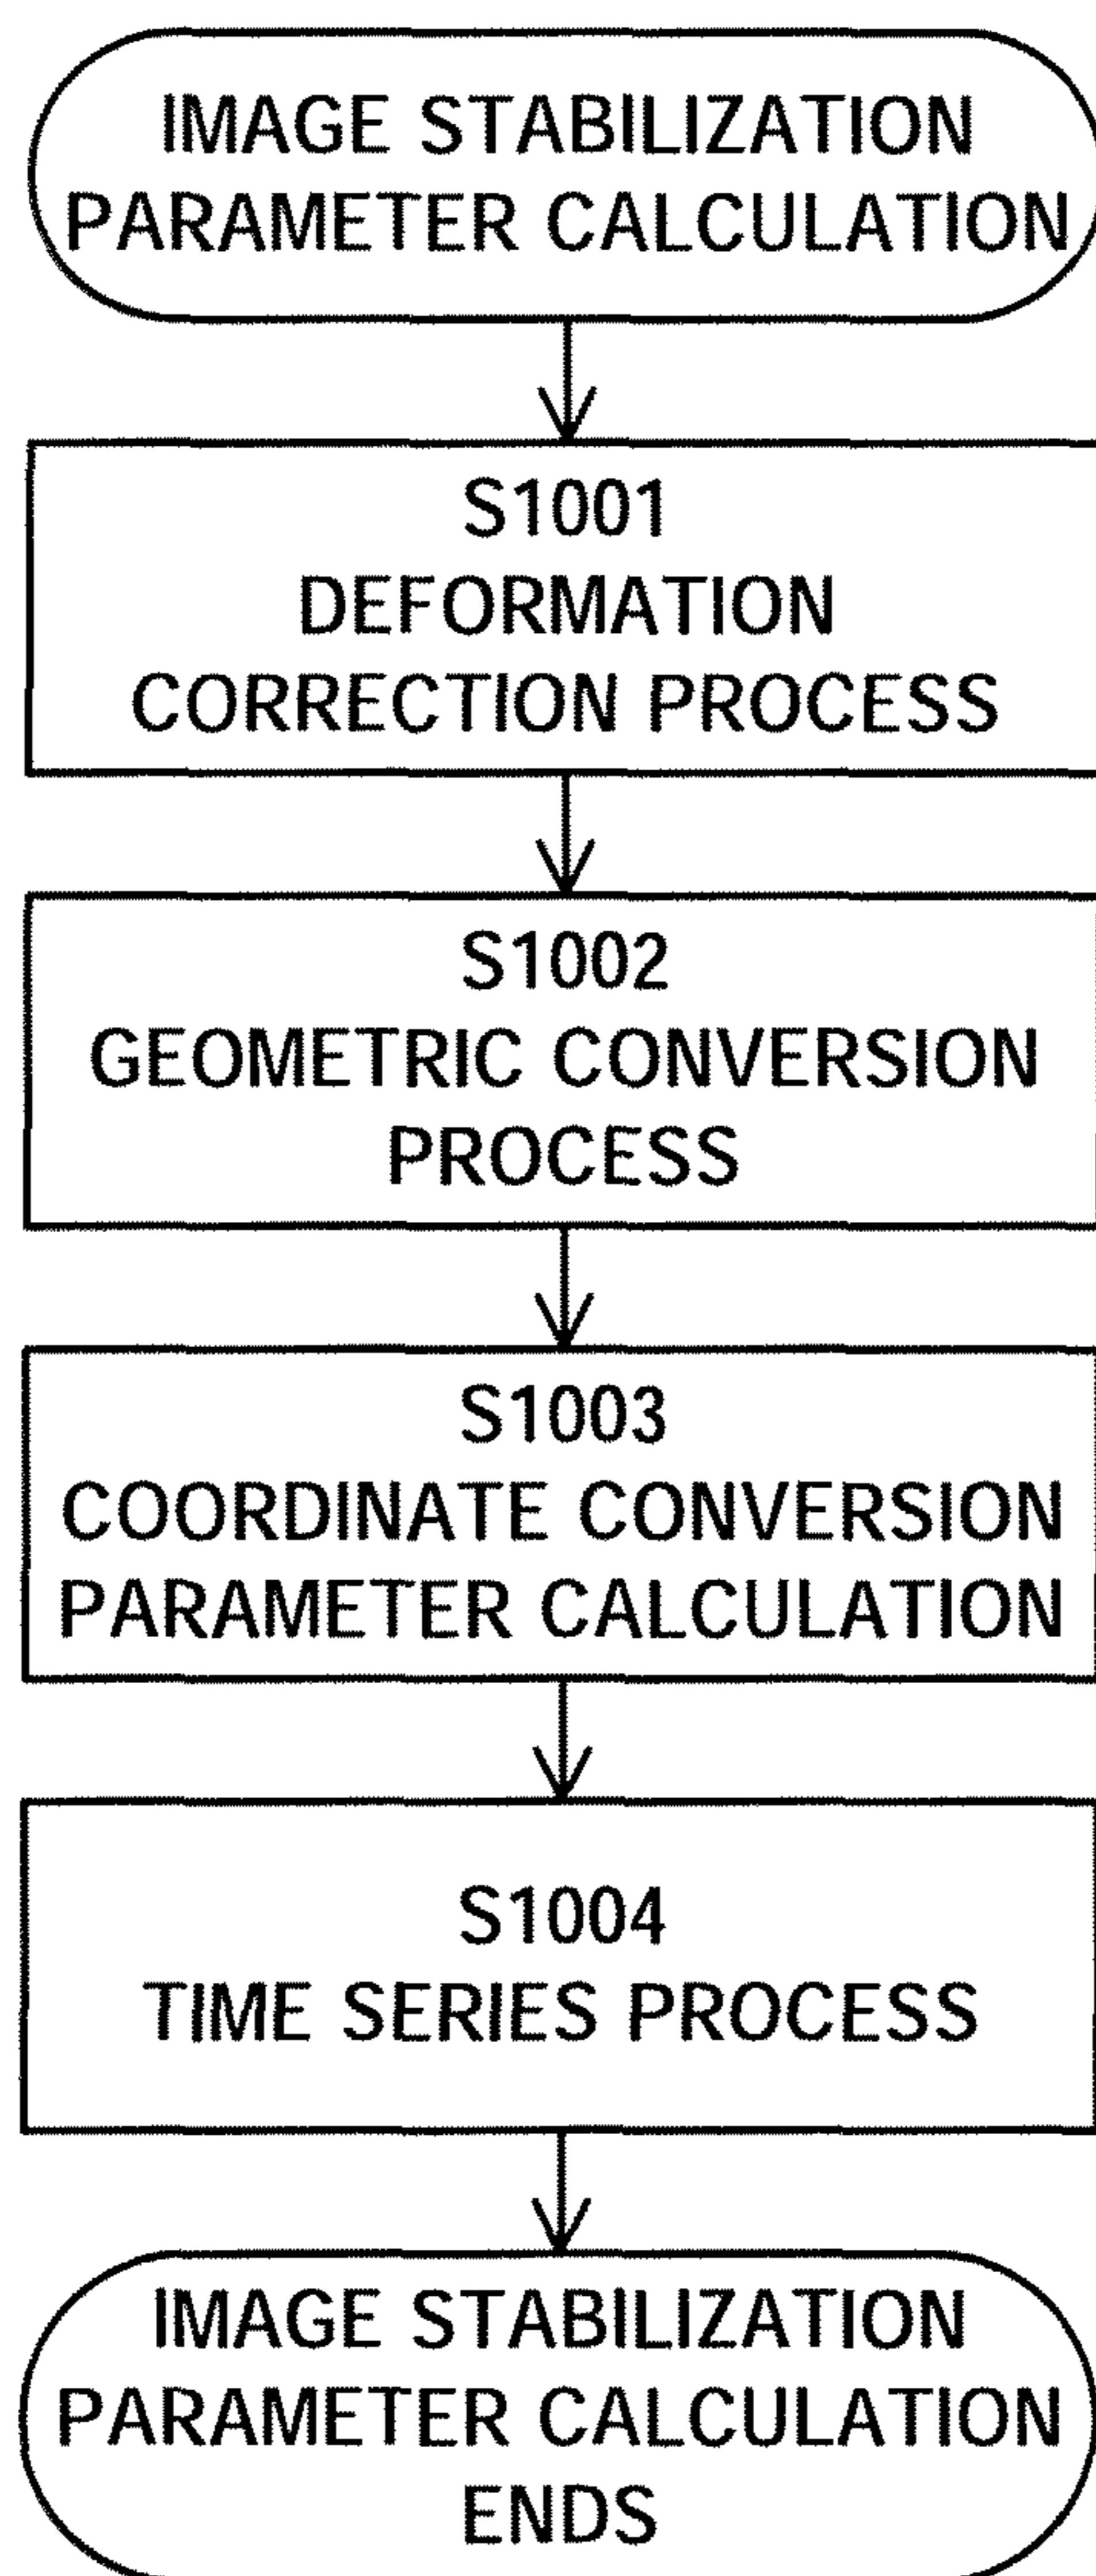 IMAGE STABILIZATION
PARAMETER CALCULATION
S1001
DEFORMATION
CORRECTION PROCESS
S1002
GEOMETRIC CONVERSION
PROCESS
S1003
COORDINATE CONVERSION
PARAMETER CALCULATION
S1004
TIME SERIES PROCESS
IMAGE STABILIZATION
PARAMETER CALCULATION
ENDS